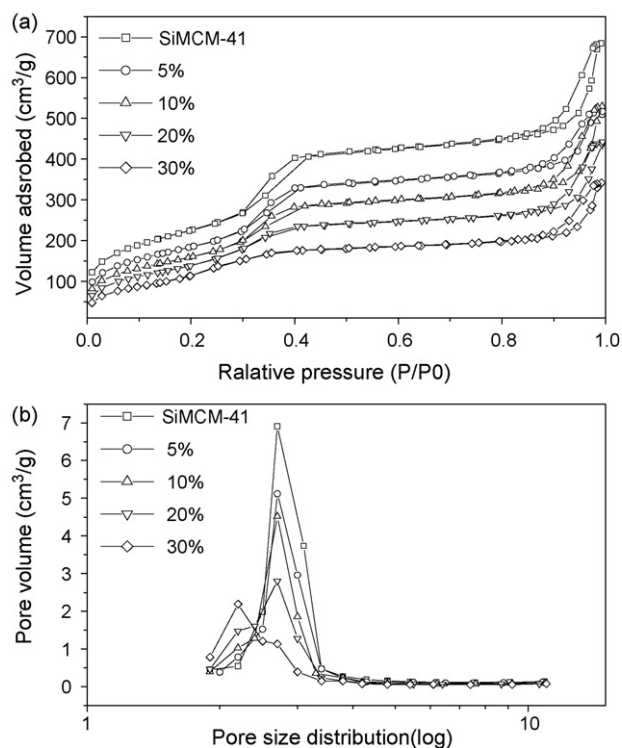 (a)
SiMCM-41
5%
10%
20%
30%
700
600
500
400
300
200
100
Volume adsrobed (cm³/g)
0.0 0.2 0.4 0.6 0.8 1.0
Ralative pressure (P/P0)
(b)
SiMCM-41
5%
10%
20%
30%
7
6
5
4
3
2
1
0
Pore volume (cm³/g)
1 10
Pore size distribution(log)